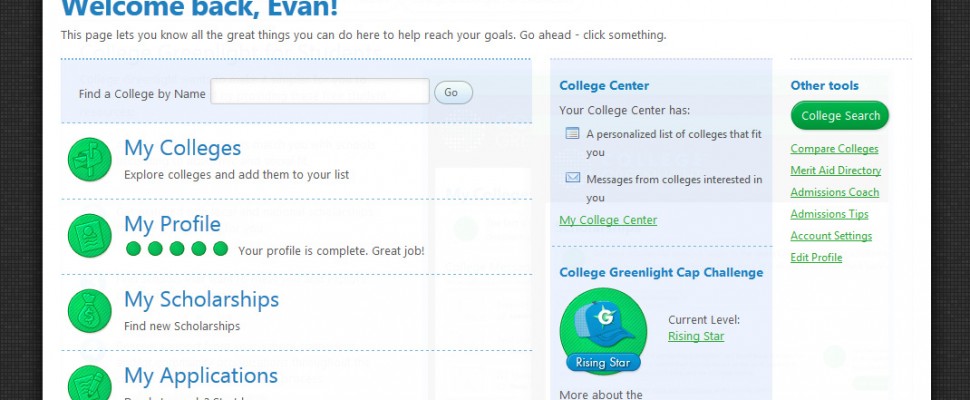 Welcome back, Evan!
This page lets you know all the great things you can do here to help reach your goals. Go ahead - click something.
Find a College by Name
Go
My Colleges
Explore colleges and add them to your list
My Profile
Your profile is complete. Great job!
My Scholarships
Find new Scholarships
My Applications
College Center
Your College Center has:
A personalized list of colleges that fit
you
Messages from colleges interested in
you
My College Center
College Greenlight Cap Challenge
G
Rising Star
Current Level:
Rising Star
More about the
Other tools
College Search
Compare Colleges
Merit Aid Directory
Admissions Coach
Admissions Tips
Account Settings
Edit Profile